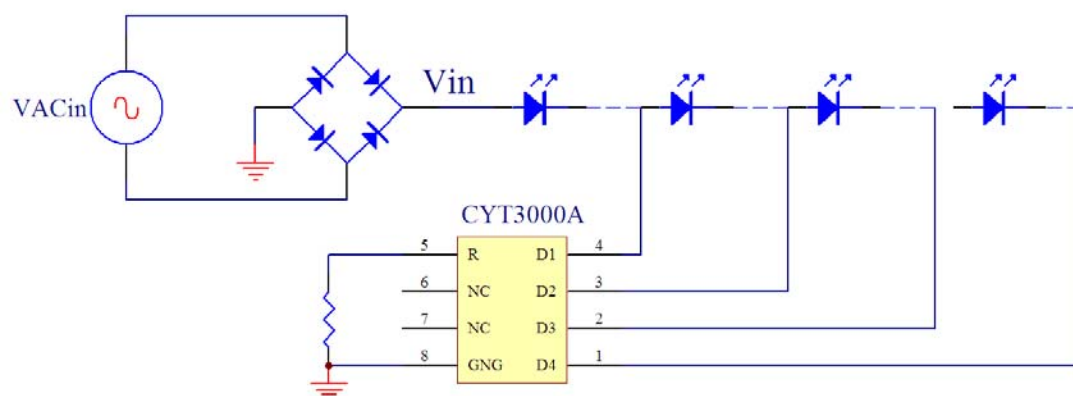 Vin
VACin
CYT3000A
5 R D1 4
6 NC D2 3
7 NC D3 2
8 GNG D4 1